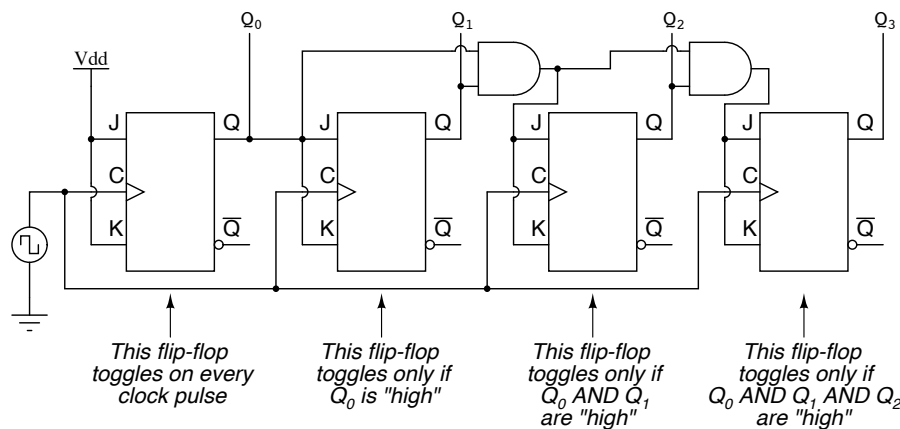 Q0 Q1 Q2 Q3
Vdd
J Q J Q J Q J Q
C C C C
K Q K Q K Q K Q
This flip-flop
toggles on every
clock pulse
This flip-flop
toggles only if
Q0 is "high"
This flip-flop
toggles only if
Q0 AND Q1
are "high"
This flip-flop
toggles only if
Q0 AND Q1 AND Q2
are "high"